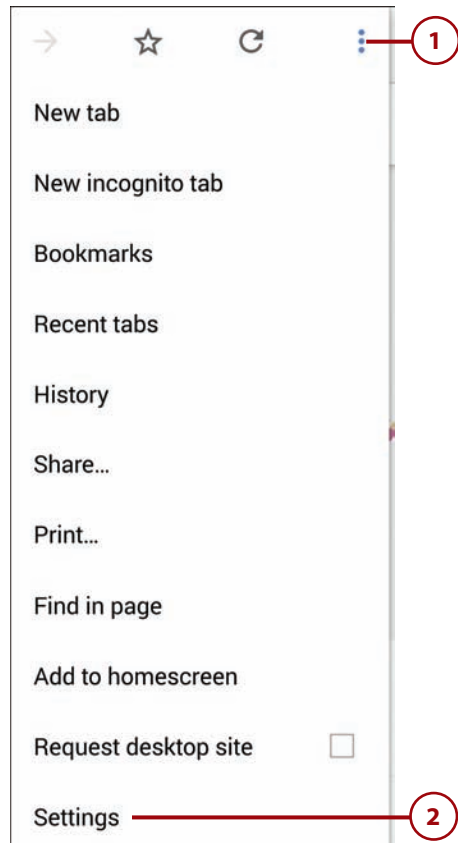 1
New tab
New incognito tab
Bookmarks
Recent tabs
History
Share...
Print...
Find in page
Add to homescreen
Request desktop site
Settings 2